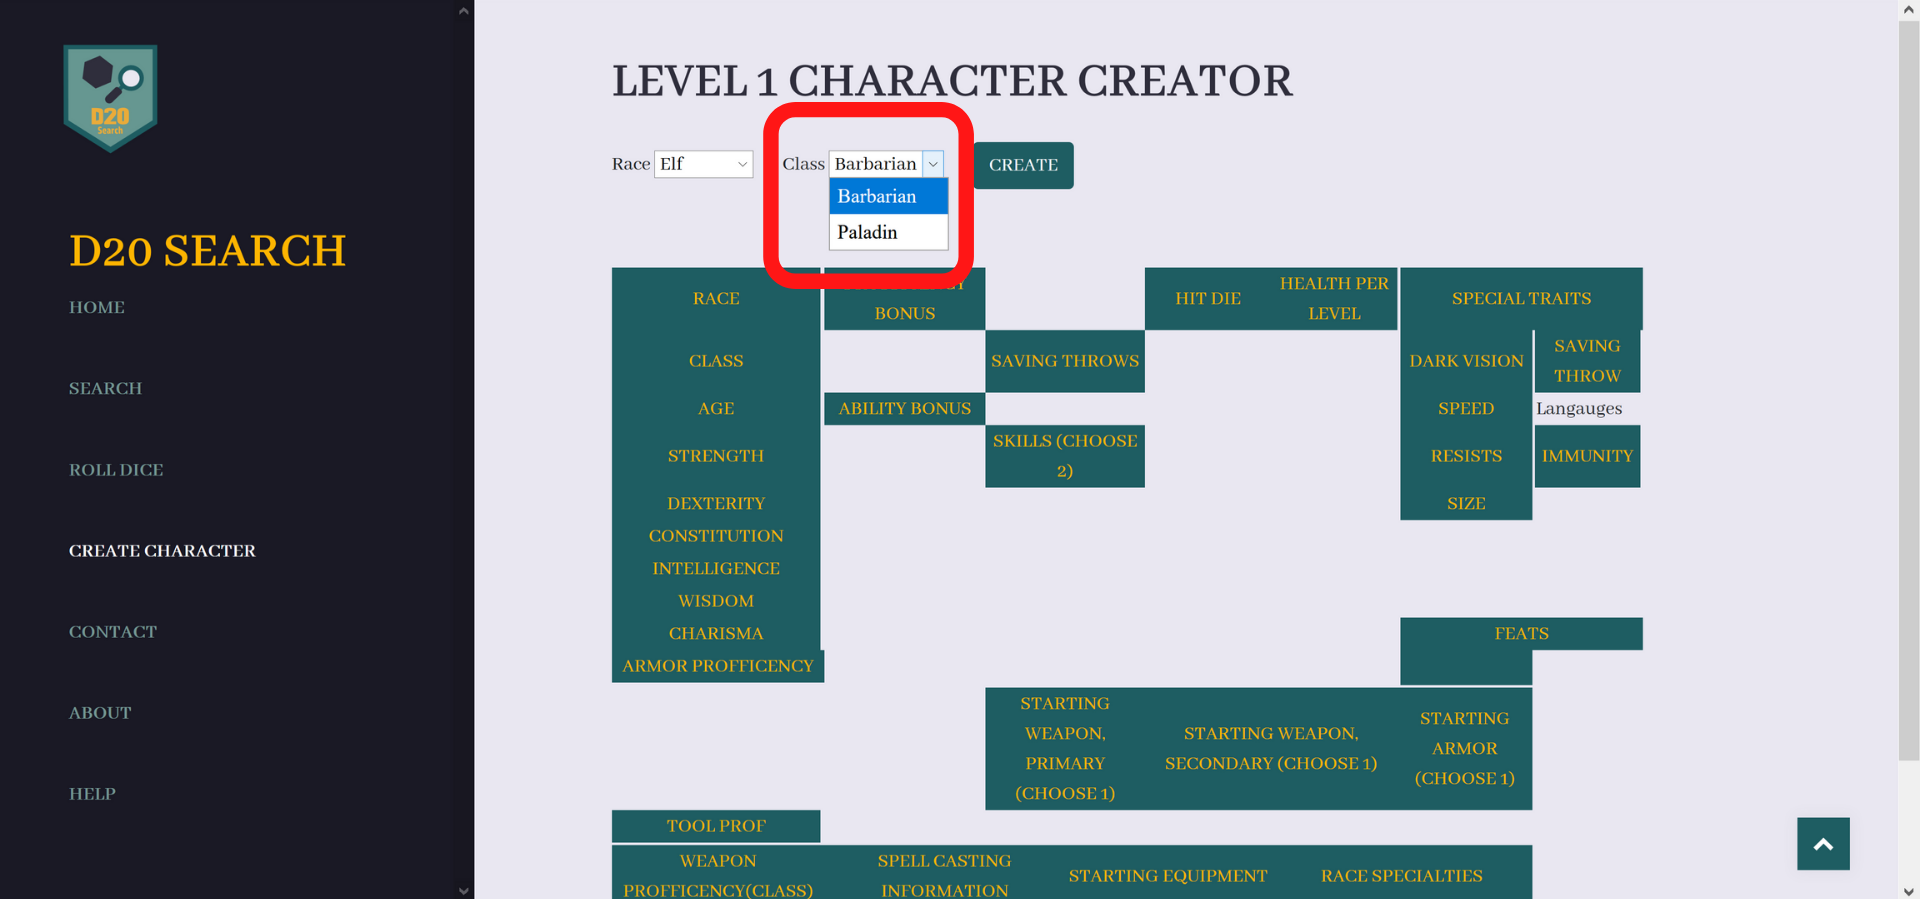 D20
Search
D20 SEARCH
HOME
SEARCH
ROLL DICE
CREATE CHARACTER
CONTACT
ABOUT
HELP
LEVEL 1 CHARACTER CREATOR
Race Elf Class Barbarian CREATE
Barbarian
Paladin
RACE
BONUS
HIT DIE
HEALTH PER
LEVEL
SPECIAL TRAITS
CLASS
SAVING THROWS
DARK VISION
SAVING
THROW
AGE
ABILITY BONUS
SPEED
Langauges
STRENGTH
SKILLS (CHOOSE
2)
RESISTS
IMMUNITY
DEXTERITY
SIZE
CONSTITUTION
INTELLIGENCE
WISDOM
CHARISMA
FEATS
ARMOR PROFFICENCY
STARTING
WEAPON,
PRIMARY
(CHOOSE 1)
STARTING WEAPON,
SECONDARY (CHOOSE 1)
STARTING
ARMOR
(CHOOSE 1)
TOOL PROF
WEAPON
PROFFICENCY(CLASS)
SPELL CASTING
INFORMATION
STARTING EQUIPMENT
RACE SPECIALTIES